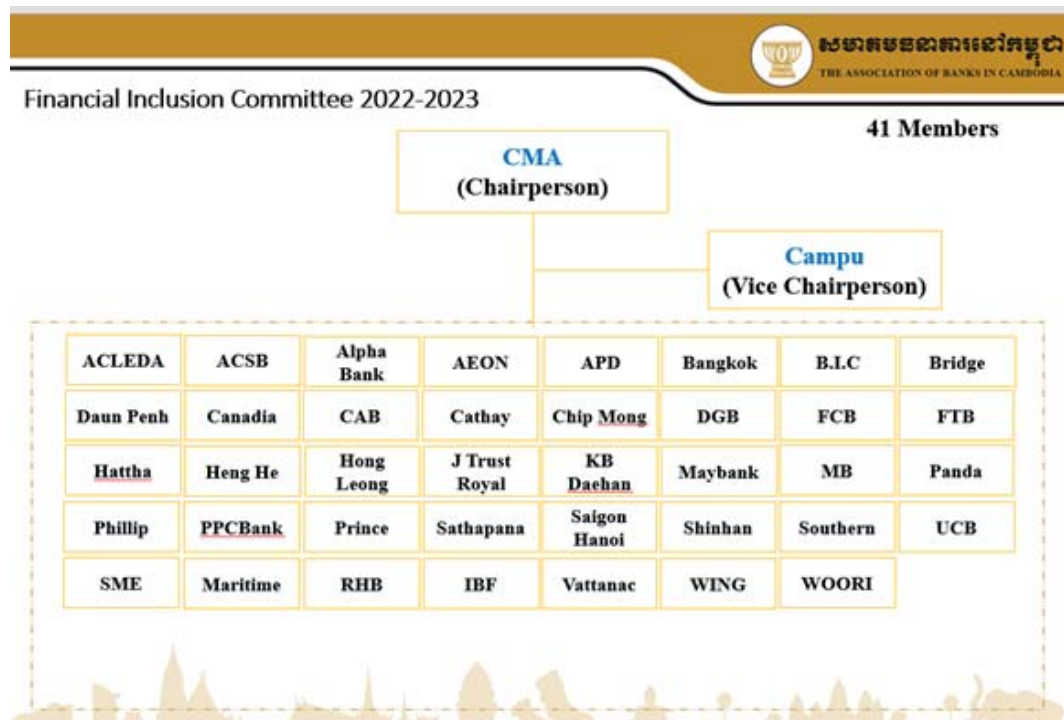 សមាគមធនាគារនៅកម្ពុជា
THE ASSOCIATION OF BANKS IN CAMBODIA
Financial Inclusion Committee 2022-2023
41 Members
CMA
(Chairperson)
Campu
(Vice Chairperson)
ACLEDA
ACSB
Alpha
Bank
AEON
APD
Bangkok
B.I.C
Bridge
Daun Penh
Canadia
CAB
Cathay
Chip Mong
DGB
FCB
FTB
Hattha
Heng He
Hong
Leong
J Trust
Royal
KB
Daehan
Maybank
MB
Panda
Phillip
PPCBank
Prince
Sathapana
Saigon
Hanoi
Shinhan
Southern
UCB
SME
Maritime
RHB
IBF
Vattanac
WING
WOORI